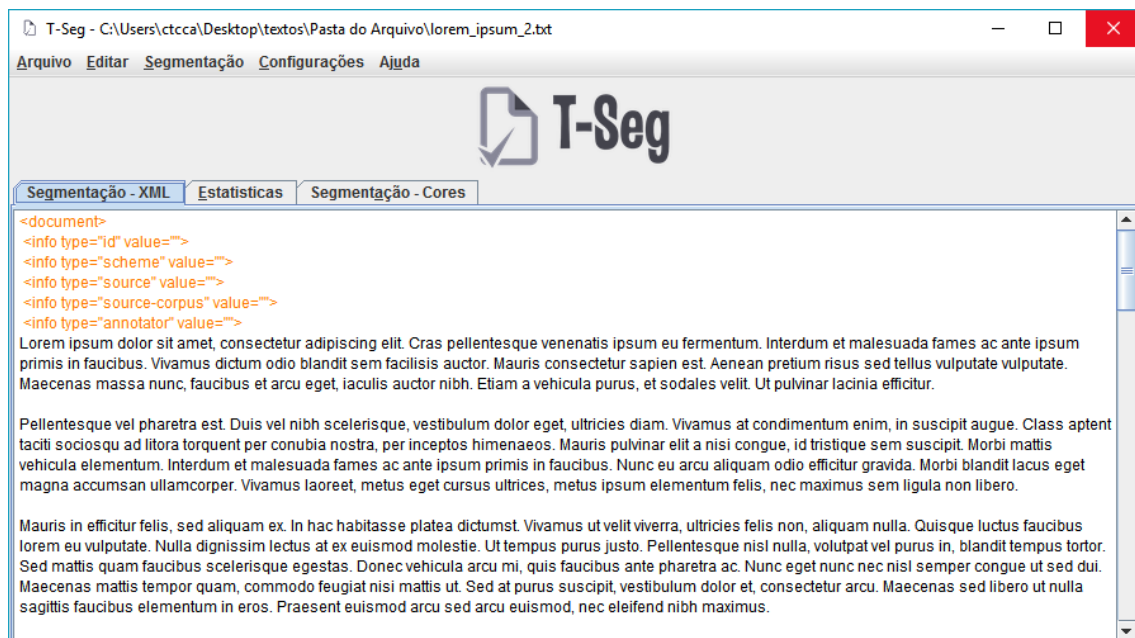 T-Seg - C:\Users\ctcca\Desktop\textos\Pasta do Arquivo\lorem_ipsum_2.txt
Arquivo Editar Segmentação Configurações Ajuda
T-Seg
Segmentação - XML Estatisticas Segmentação - Cores
<document>
<info type="id" value="">
<info type="scheme" value="">
<info type="source" value="">
<info type="source-corpus" value="">
<info type="annotator" value="">
Lorem ipsum dolor sit amet, consectetur adipiscing elit. Cras pellentesque venenatis ipsum eu fermentum. Interdum et malesuada fames ac ante ipsum
primis in faucibus. Vivamus dictum odio blandit sem facilisis auctor. Mauris consectetur sapien est. Aenean pretium risus sed tellus vulputate vulputate.
Maecenas massa nunc, faucibus et arcu eget, iaculis auctor nibh. Etiam a vehicula purus, et sodales velit. Ut pulvinar lacinia efficitur.
Pellentesque vel pharetra est. Duis vel nibh scelerisque, vestibulum dolor eget, ultricies diam. Vivamus at condimentum enim, in suscipit augue. Class aptent
taciti sociosqu ad litora torquent per conubia nostra, per inceptos himenaeos. Mauris pulvinar elit a nisi congue, id tristique sem suscipit. Morbi mattis
vehicula elementum. Interdum et malesuada fames ac ante ipsum primis in faucibus. Nunc eu arcu aliquam odio efficitur gravida. Morbi blandit lacus eget
magna accumsan ullamcorper. Vivamus laoreet, metus eget cursus ultrices, metus ipsum elementum felis, nec maximus sem ligula non libero.
Mauris in efficitur felis, sed aliquam ex. In hac habitasse platea dictumst. Vivamus ut velit viverra, ultricies felis non, aliquam nulla. Quisque luctus faucibus
lorem eu vulputate. Nulla dignissim lectus at ex euismod molestie. Ut tempus purus justo. Pellentesque nisl nulla, volutpat vel purus in, blandit tempus tortor.
Sed mattis quam faucibus scelerisque egestas. Donec vehicula arcu mi, quis faucibus ante pharetra ac. Nunc eget nunc nec nisl semper congue ut sed dui.
Maecenas mattis tempor quam, commodo feugiat nisi mattis ut. Sed at purus suscipit, vestibulum dolor et, consectetur arcu. Maecenas sed libero ut nulla
sagittis faucibus elementum in eros. Praesent euismod arcu sed arcu euismod, nec eleifend nibh maximus.